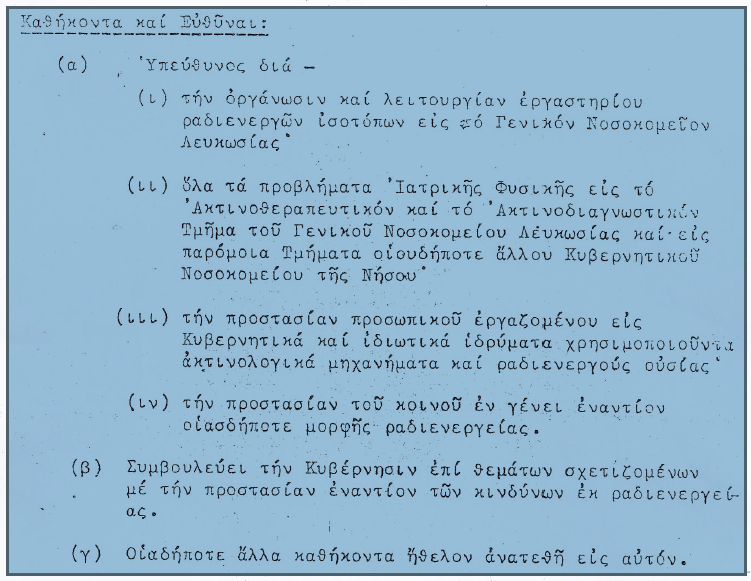 Καθήκοντα καί Εὐθῦναι:
(α) Ὑπεύθυνος διά –
(ι) τήν ὀργάνωσιν καί λειτουργίαν ἐργαστηρίου
ραδιενεργῶν ἰσοτόπων εἰς τό Γενικόν Νοσοκομεῖον
Λευκωσίας·
(ιι) ὅλα τά προβλήματα Ἰατρικῆς Φυσικῆς εἰς τό
Ἀκτινοθεραπευτικόν καί τό Ἀκτινοδιαγνωστικόν
Τμῆμα τοῦ Γενικοῦ Νοσοκομείου Λευκωσίας καί εἰς
παρόμοια Τμήματα οἱουδήποτε ἄλλου Κυβερνητικοῦ
Νοσοκομείου τῆς Νήσου·
(ιιι) τήν προστασίαν προσωπικοῦ ἐργαζομένου εἰς
Κυβερνητικά καί ἰδιωτικά ἱδρύματα χρησιμοποιοῦντα
ἀκτινολογικά μηχανήματα καί ραδιενεργούς οὐσίας·
(ιν) τήν προστασίαν τοῦ κοινοῦ ἐν γένει ἐναντίον
οἱασδήποτε μορφῆς ραδιενεργείας.
(β) Συμβουλεύει τήν Κυβέρνησιν ἐπί θεμάτων σχετιζομένων
μέ τήν προστασίαν ἐναντίον τῶν κινδύνων ἐκ ραδιενεργεί-
ας.
(γ) Οἱαδήποτε ἄλλα καθήκοντα ἤθελον ἀνατεθῆ εἰς αὐτόν.